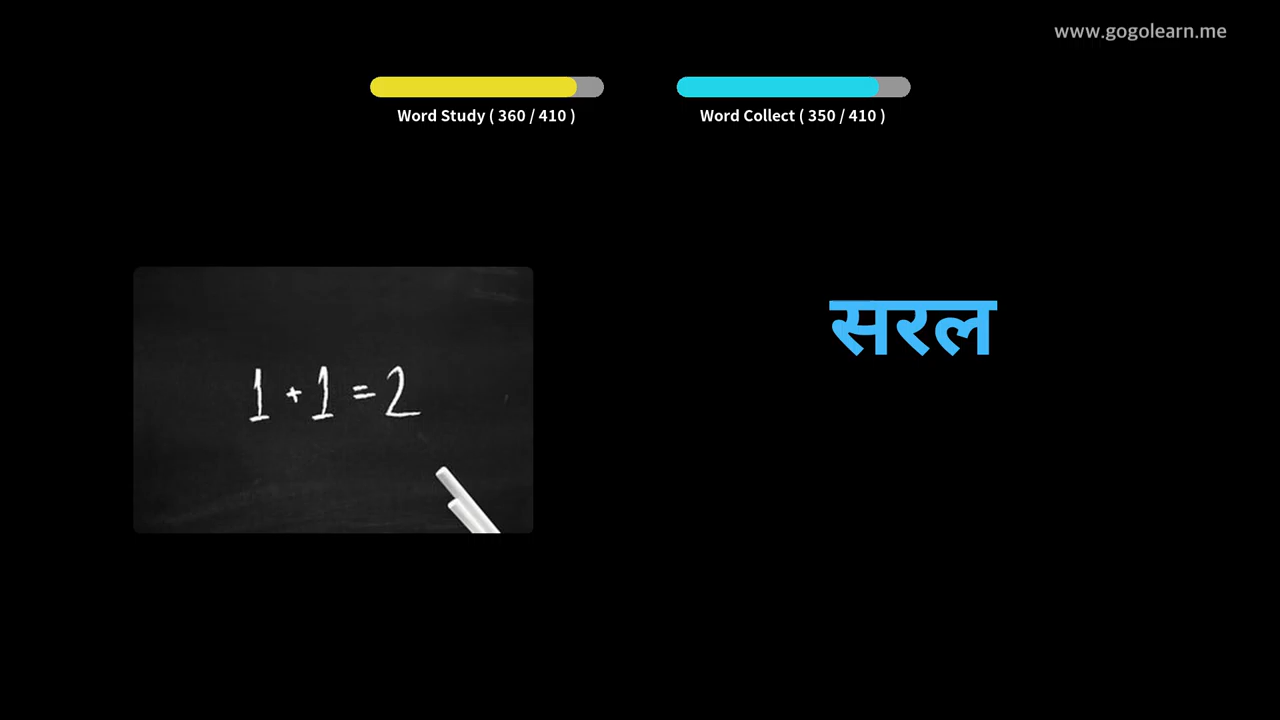 www.gogolearn.me
Word Study ( 360 / 410 )
Word Collect ( 350 / 410 )
सरल
1 + 1 = 2